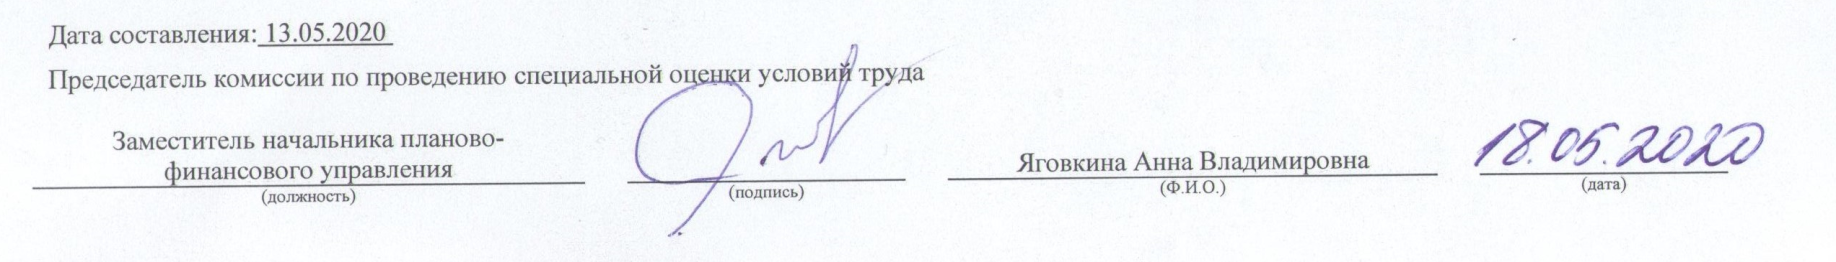 Дата составления: 13.05.2020
Председатель комиссии по проведению специальной оценки условий труда
Заместитель начальника планово-
финансового управления
Яговкина Анна Владимировна
18.05.2020
(должность)
(подпись)
(Ф.И.О.)
(дата)